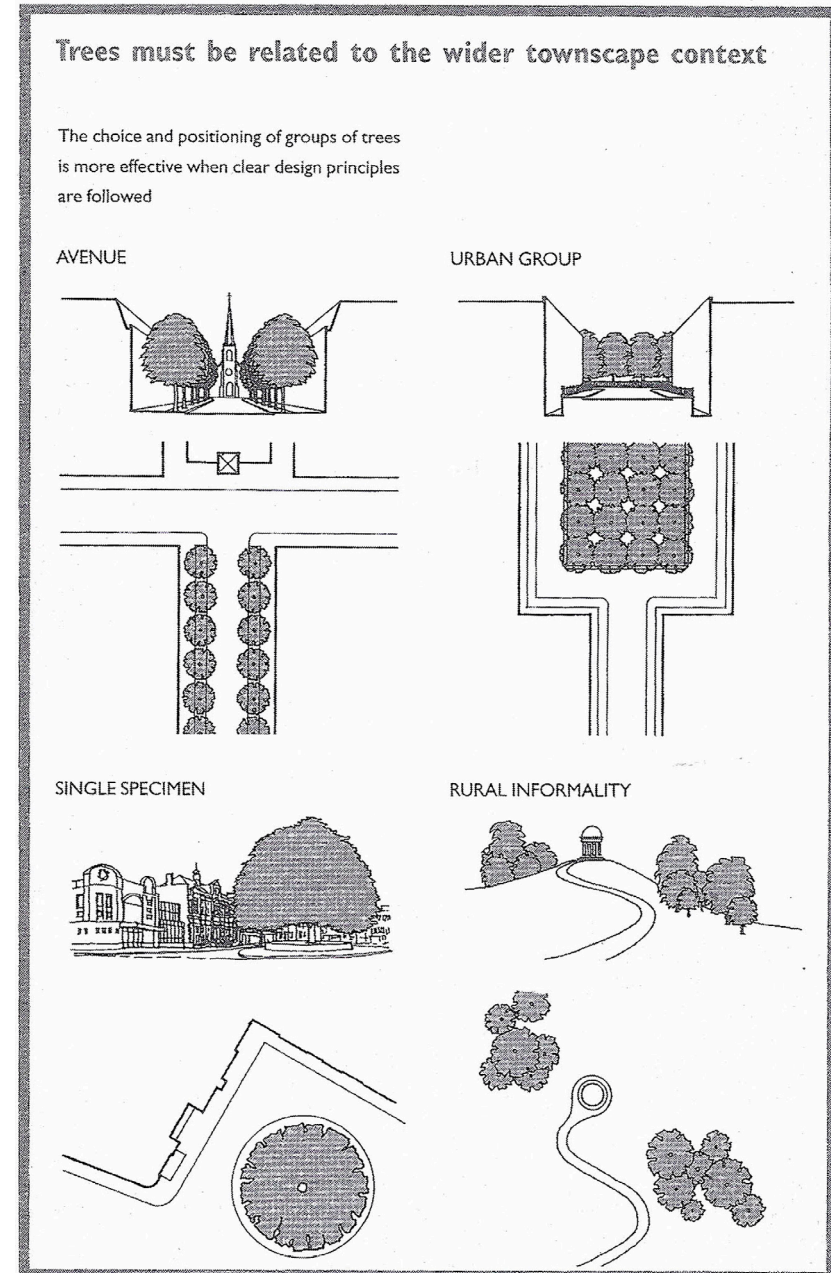 Trees must be related to the wider townscape context
The choice and positioning of groups of trees
is more effective when clear design principles
are followed
AVENUE
URBAN GROUP
SINGLE SPECIMEN
RURAL INFORMALITY